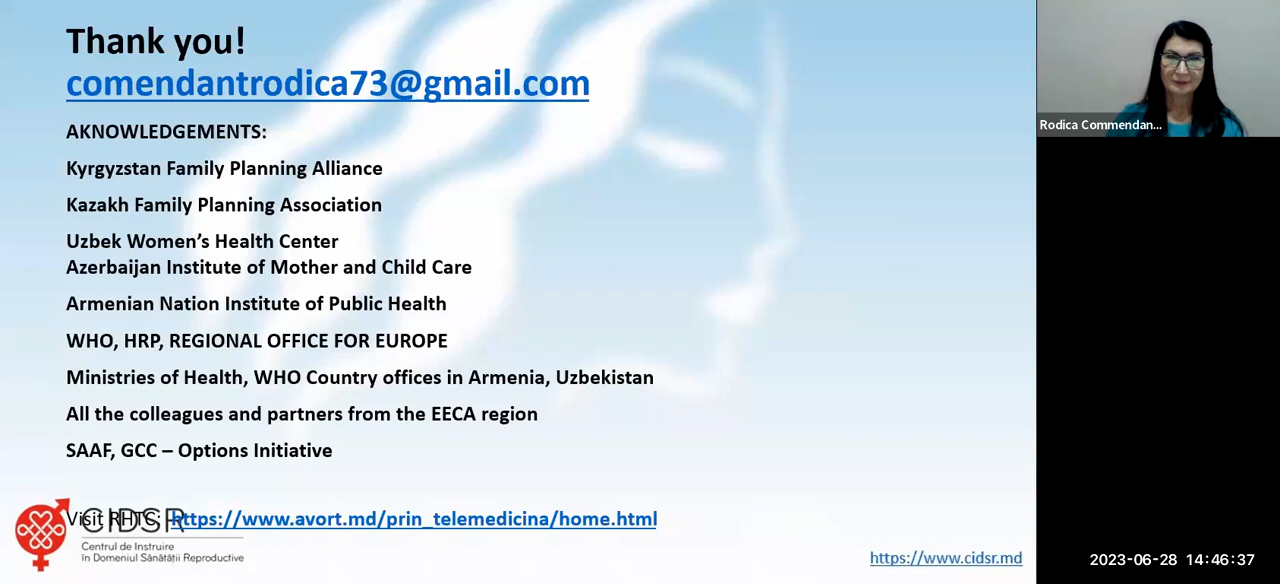 Thank you!
comendantrodica73@gmail.com
AKNOWLEDGEMENTS:
Kyrgyzstan Family Planning Alliance
Kazakh Family Planning Association
Uzbek Women's Health Center
Azerbaijan Institute of Mother and Child Care
Armenian Nation Institute of Public Health
WHO, HRP, REGIONAL OFFICE FOR EUROPE
Ministries of Health, WHO Country offices in Armenia, Uzbekistan
All the colleagues and partners from the EECA region
SAAF, GCC – Options Initiative
Visit RHTC: https://www.avort.md/prin_telemedicina/home.html
CIDSR
Centrul de Instruire
în Domeniul Sănătății Reproductive
https://www.cidsr.md
Rodica Commendan...
2023-06-28 14:46:37